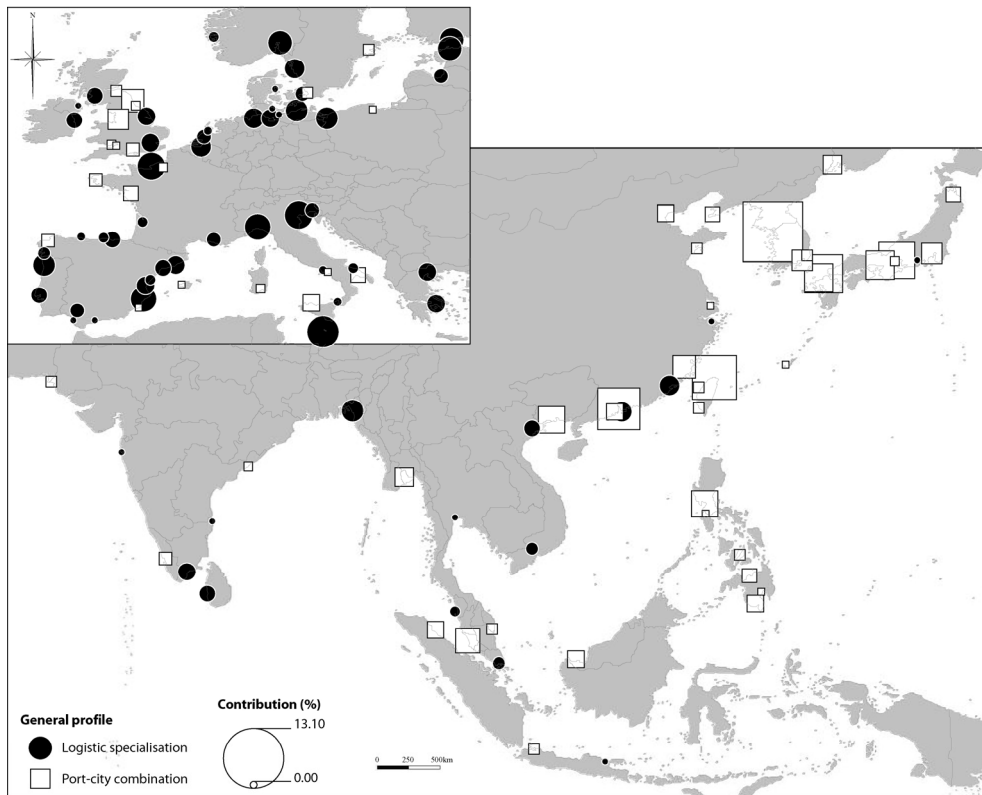 N
General profile
Logistic specialisation
Port-city combination
Contribution (%)
13.10
0.00
0 250 500km